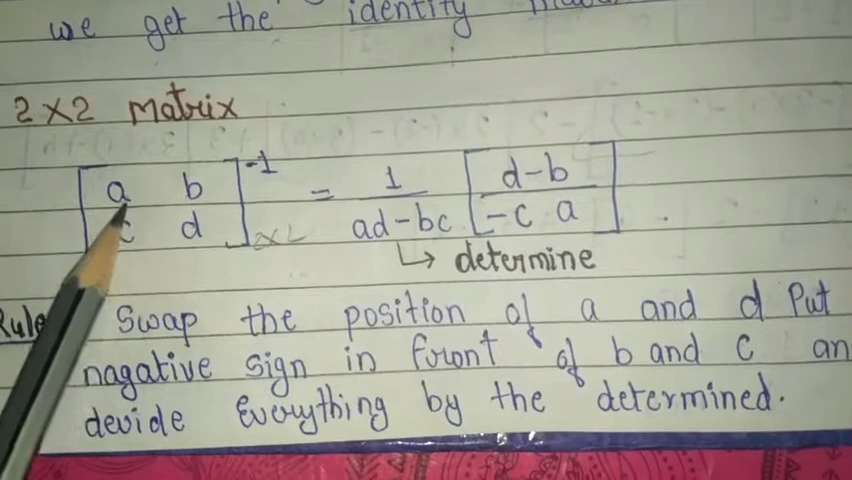 we get the identity
2×2 Matrix
[a b; c d]⁻¹ = 1/(ad-bc) [d -b; -c a]
↳ determine
Rule Swap the position of a and d Put
nagative sign in front of b and c an
devide everything by the determined.